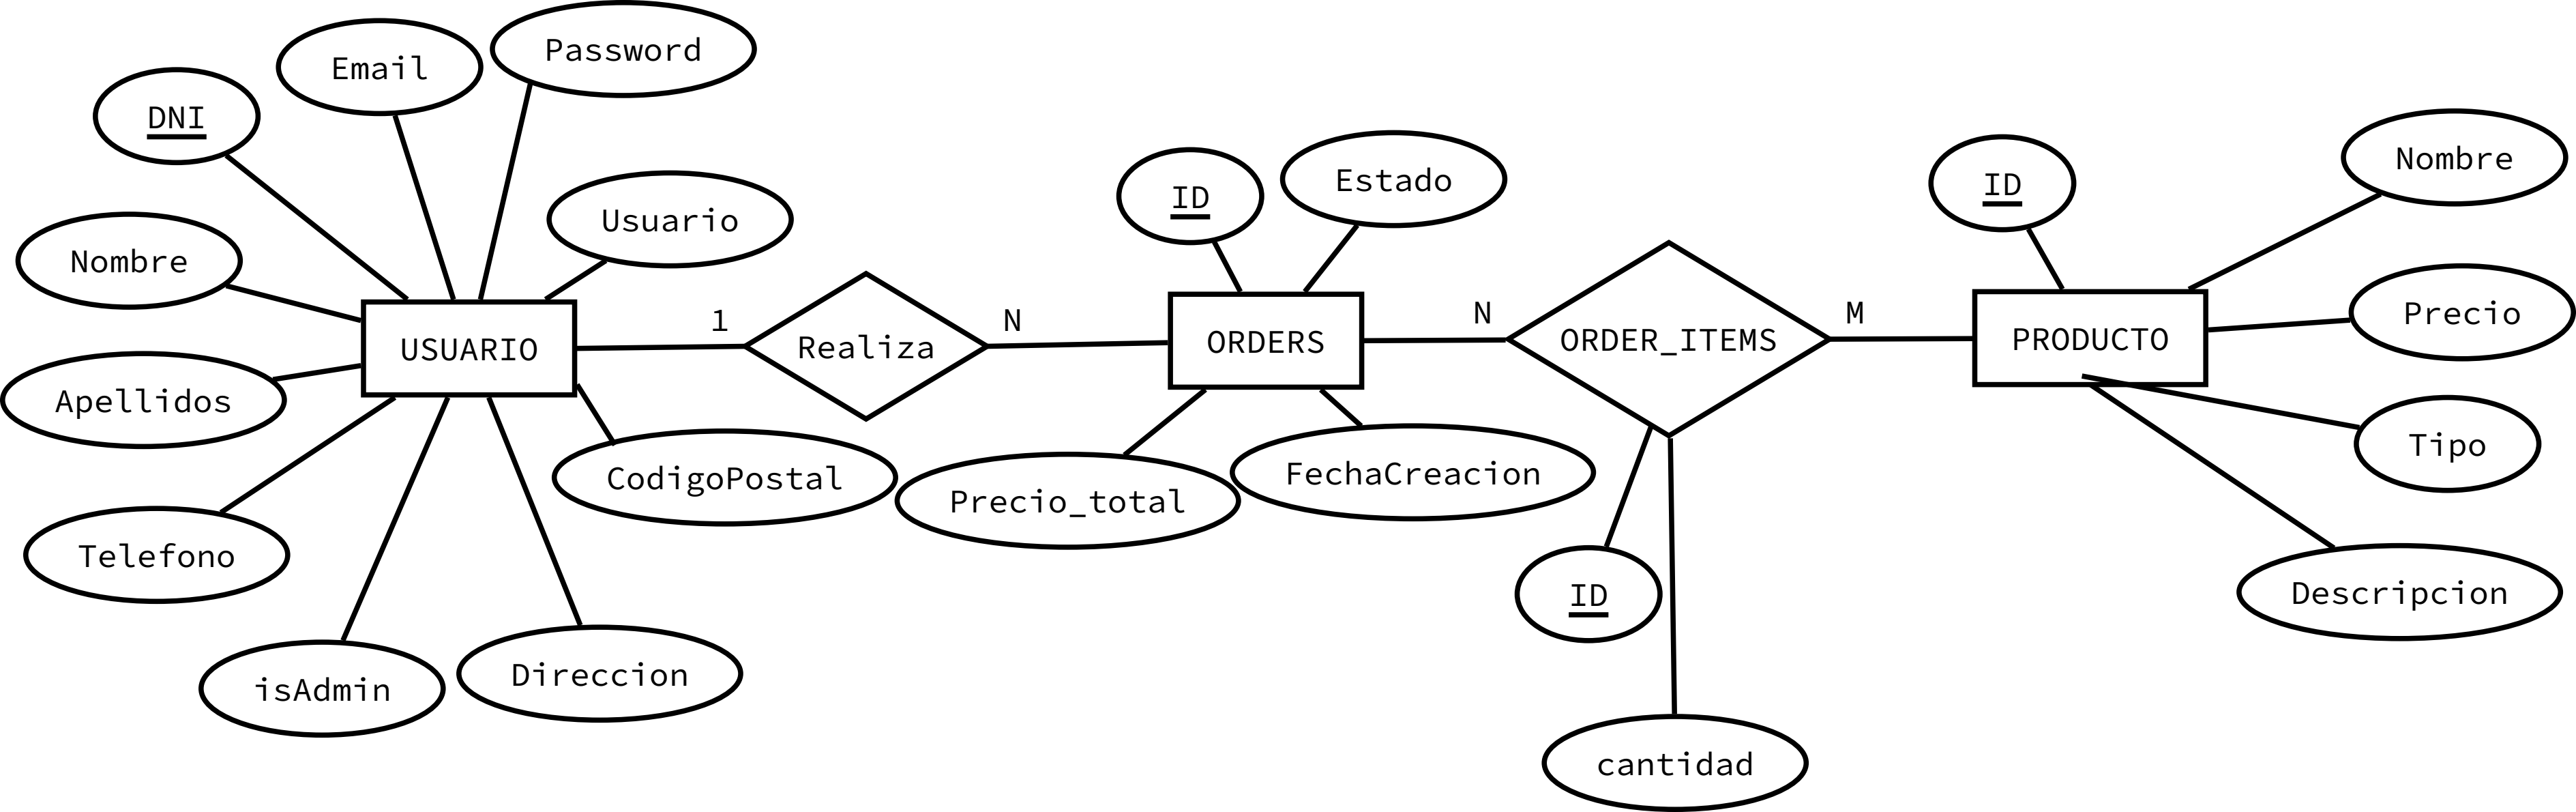 Password
Email
DNI
Usuario
Nombre
Apellidos
Telefono
isAdmin
Direccion
CodigoPostal
USUARIO
1
Realiza
N
ID
Estado
ORDERS
Precio_total
FechaCreacion
N
ORDER_ITEMS
M
ID
cantidad
ID
Nombre
Precio
PRODUCTO
Tipo
Descripcion